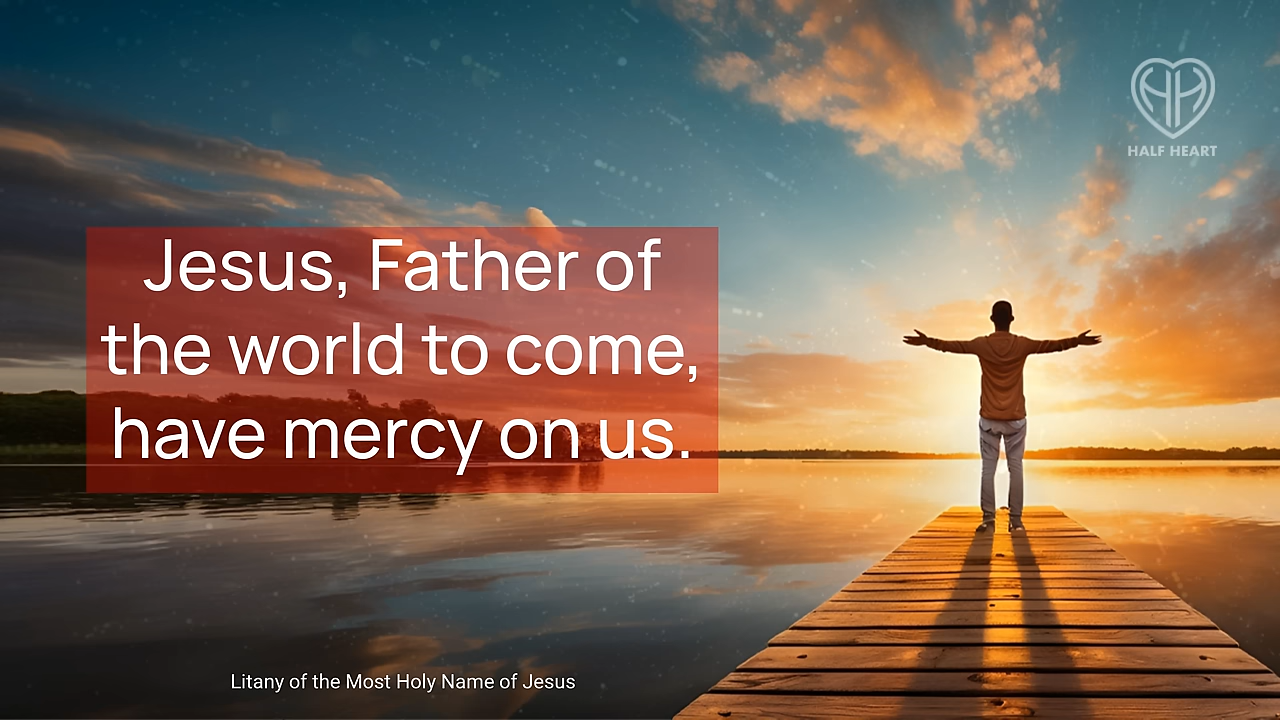 HALF HEART
Jesus, Father of
the world to come,
have mercy on us.
Litany of the Most Holy Name of Jesus